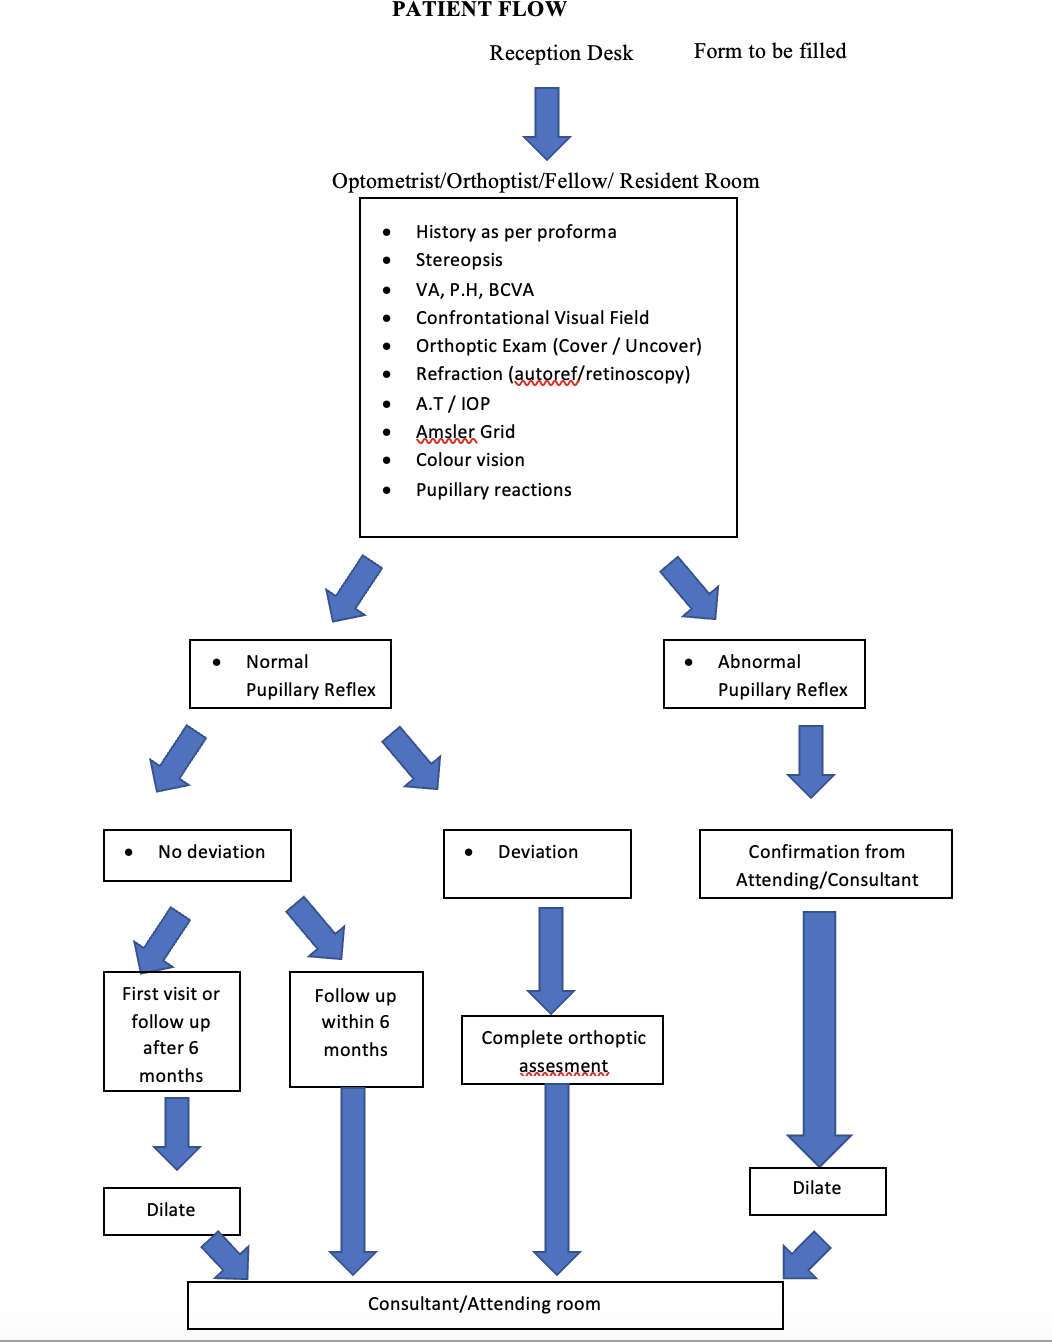 PATIENT FLOW
Reception Desk
Form to be filled
Optometrist/Orthoptist/Fellow/ Resident Room
• History as per proforma
• Stereopsis
• VA, P.H, BCVA
• Confrontational Visual Field
• Orthoptic Exam (Cover / Uncover)
• Refraction (autoref/retinoscopy)
• A.T / IOP
• Amsler Grid
• Colour vision
• Pupillary reactions
• Normal
Pupillary Reflex
• Abnormal
Pupillary Reflex
• No deviation
• Deviation
Confirmation from
Attending/Consultant
First visit or
follow up
after 6
months
Follow up
within 6
months
Complete orthoptic
assesment
Dilate
Dilate
Consultant/Attending room